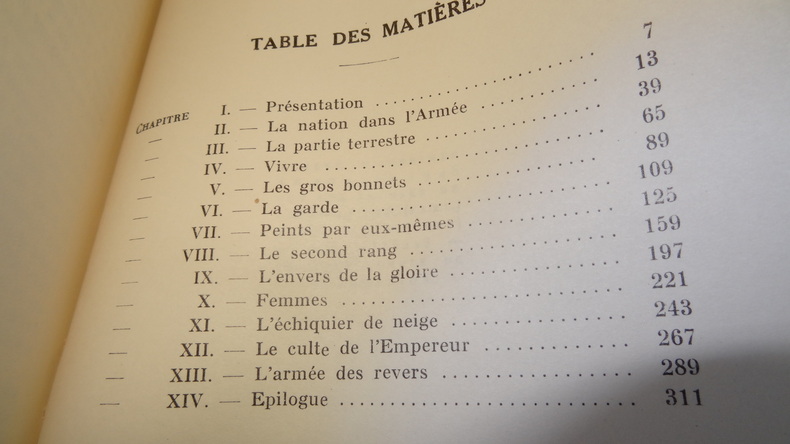 TABLE DES MATIÈRES
CHAPITRE I. — Présentation .......... 7
— II. — La nation dans l'Armée .......... 13
— III. — La partie terrestre .......... 39
— IV. — Vivre .......... 65
— V. — Les gros bonnets .......... 89
— VI. — La garde .......... 109
— VII. — Peints par eux-mêmes .......... 125
— VIII. — Le second rang .......... 159
— IX. — L'envers de la gloire .......... 197
— X. — Femmes .......... 221
— XI. — L'échiquier de neige .......... 243
— XII. — Le culte de l'Empereur .......... 267
— XIII. — L'armée des revers .......... 289
— XIV. — Epilogue .......... 311